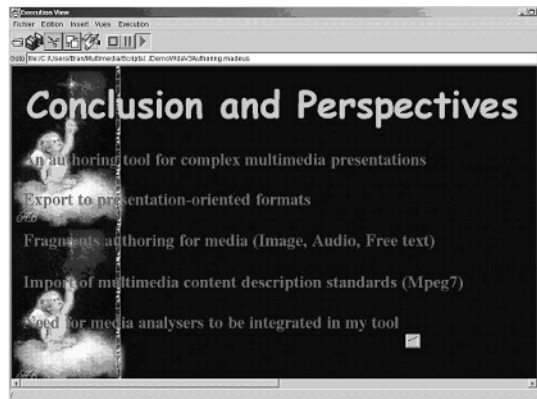 Execution View
Fichier Edition Insert Vues Execution
Conclusion and Perspectives
An authoring tool for complex multimedia presentations
Export to presentation-oriented formats
Fragments authoring for media (Image, Audio, Free text)
Import of multimedia content description standards (Mpeg7)
Need for media analysers to be integrated in my tool